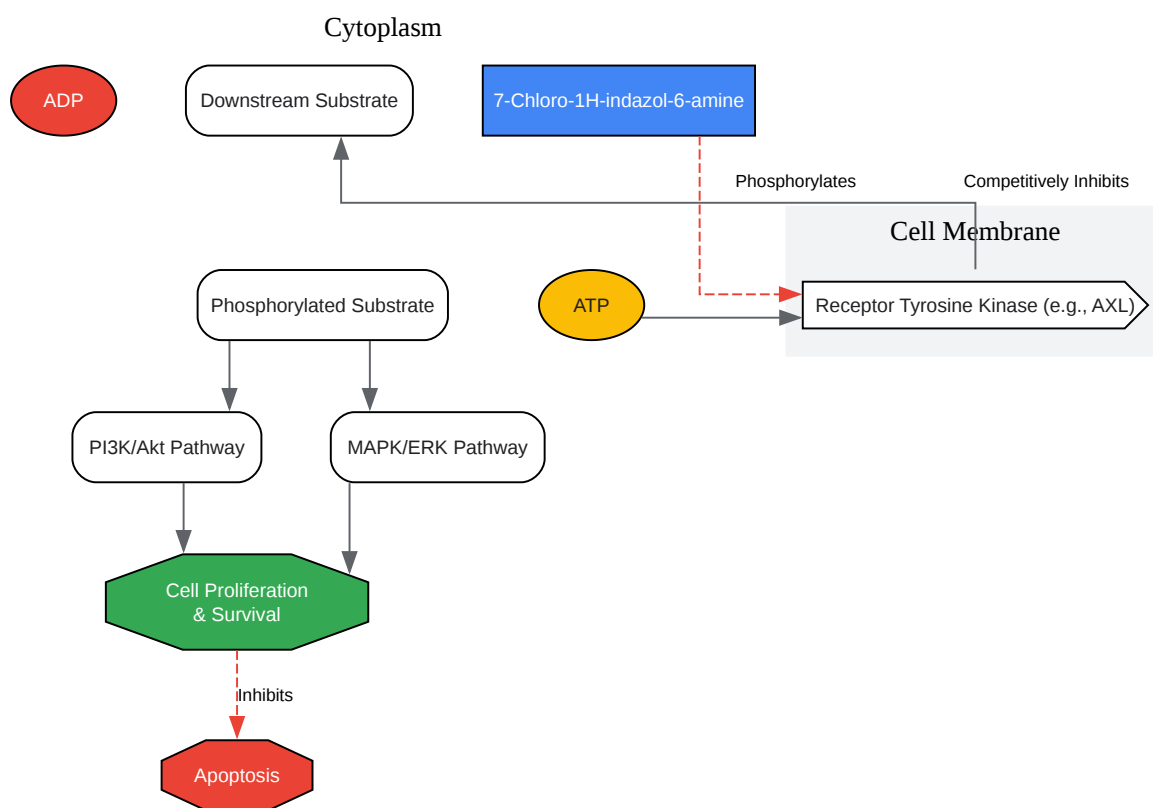 Cytoplasm
ADP
Downstream Substrate
7-Chloro-1H-indazol-6-amine
Phosphorylates
Competitively Inhibits
Cell Membrane
Phosphorylated Substrate
ATP
Receptor Tyrosine Kinase (e.g., AXL)
PI3K/Akt Pathway
MAPK/ERK Pathway
Cell Proliferation
& Survival
Inhibits
Apoptosis